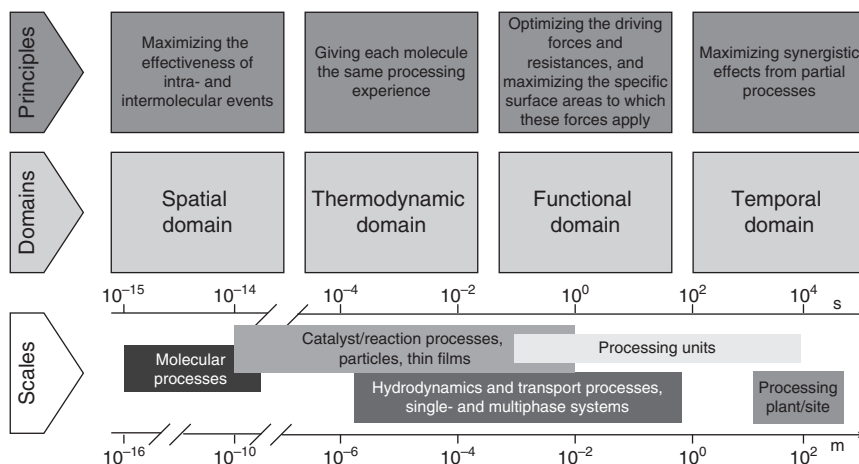 Principles
Maximizing the
effectiveness of
intra- and
intermolecular events
Giving each molecule
the same processing
experience
Optimizing the driving
forces and
resistances, and
maximizing the specific
surface areas to which
these forces apply
Maximizing synergistic
effects from partial
processes
Domains
Spatial
domain
Thermodynamic
domain
Functional
domain
Temporal
domain
10⁻¹⁵ 10⁻¹⁴ 10⁻⁴ 10⁻² 10⁰ 10² 10⁴ s
Scales
Molecular
processes
Catalyst/reaction processes,
particles, thin films
Processing units
Hydrodynamics and transport processes,
single- and multiphase systems
Processing
plant/site
10⁻¹⁶ 10⁻¹⁰ 10⁻⁶ 10⁻⁴ 10⁻² 10⁰ 10² m